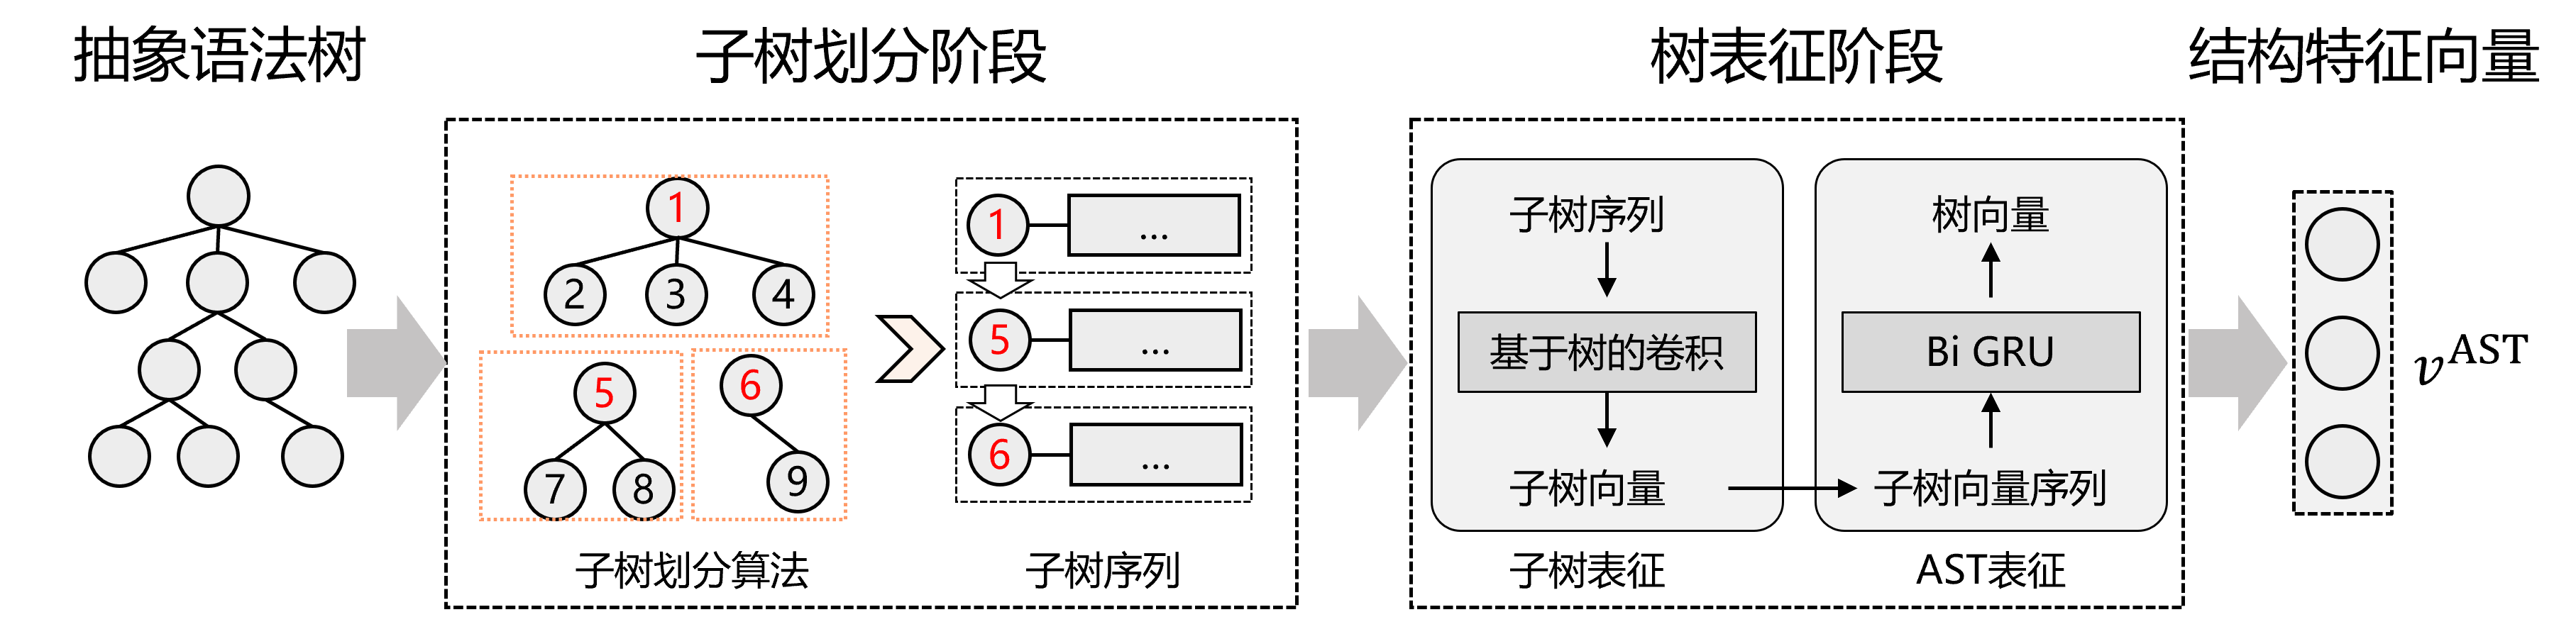 抽象语法树
子树划分阶段
树表征阶段
结构特征向量
1
2 3 4
5
7 8
6
9
子树划分算法
1 ...
5 ...
6 ...
子树序列
子树序列
基于树的卷积
子树向量
子树表征
树向量
Bi GRU
子树向量序列
AST表征
v^AST